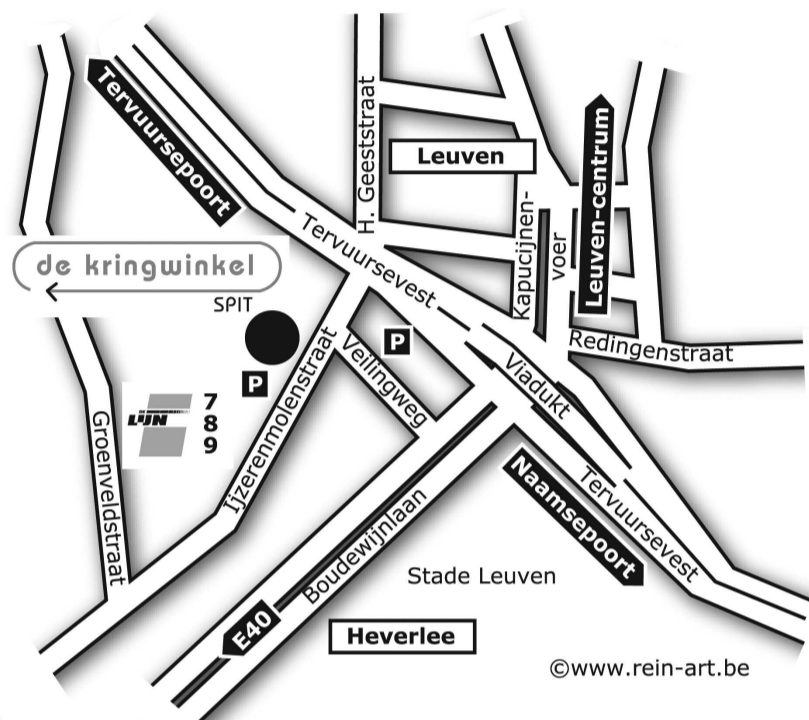 Tervuursepoort
H. Geeststraat
Leuven
Kapucijnen-
voer
Leuven-centrum
Tervuursevest
de kringwinkel
SPIT
P
P
Veilingweg
Viadukt
Redingenstraat
LIJN
7
8
9
Groenveldstraat
Ijzerenmolenstraat
Boudewijnlaan
Naamsepoort
Tervuursevest
Stade Leuven
E40
Heverlee
©www.rein-art.be